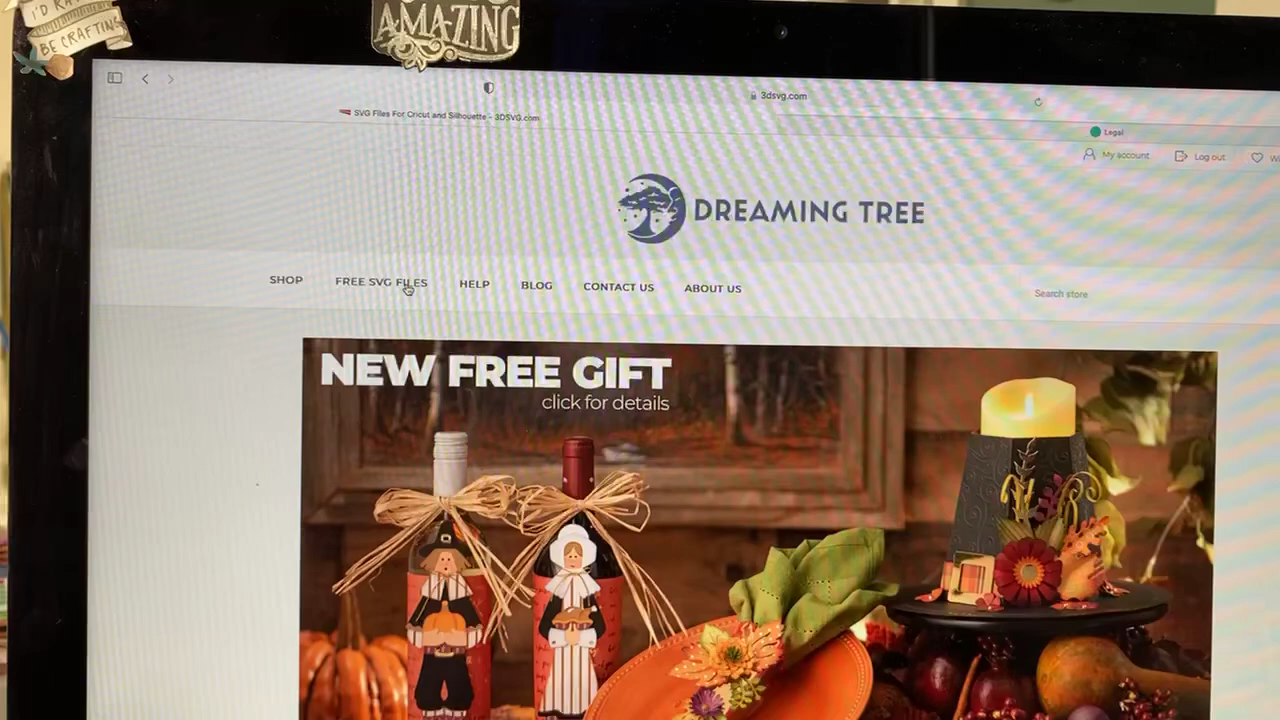 I'D RA
BE CRAFTING
AMAZING
3dsvg.com
SVG Files For Cricut and Silhouette - 3DSVG.com
Legal
My account
Log out
DREAMING TREE
SHOP
FREE SVG FILES
HELP
BLOG
CONTACT US
ABOUT US
Search store
NEW FREE GIFT
click for details